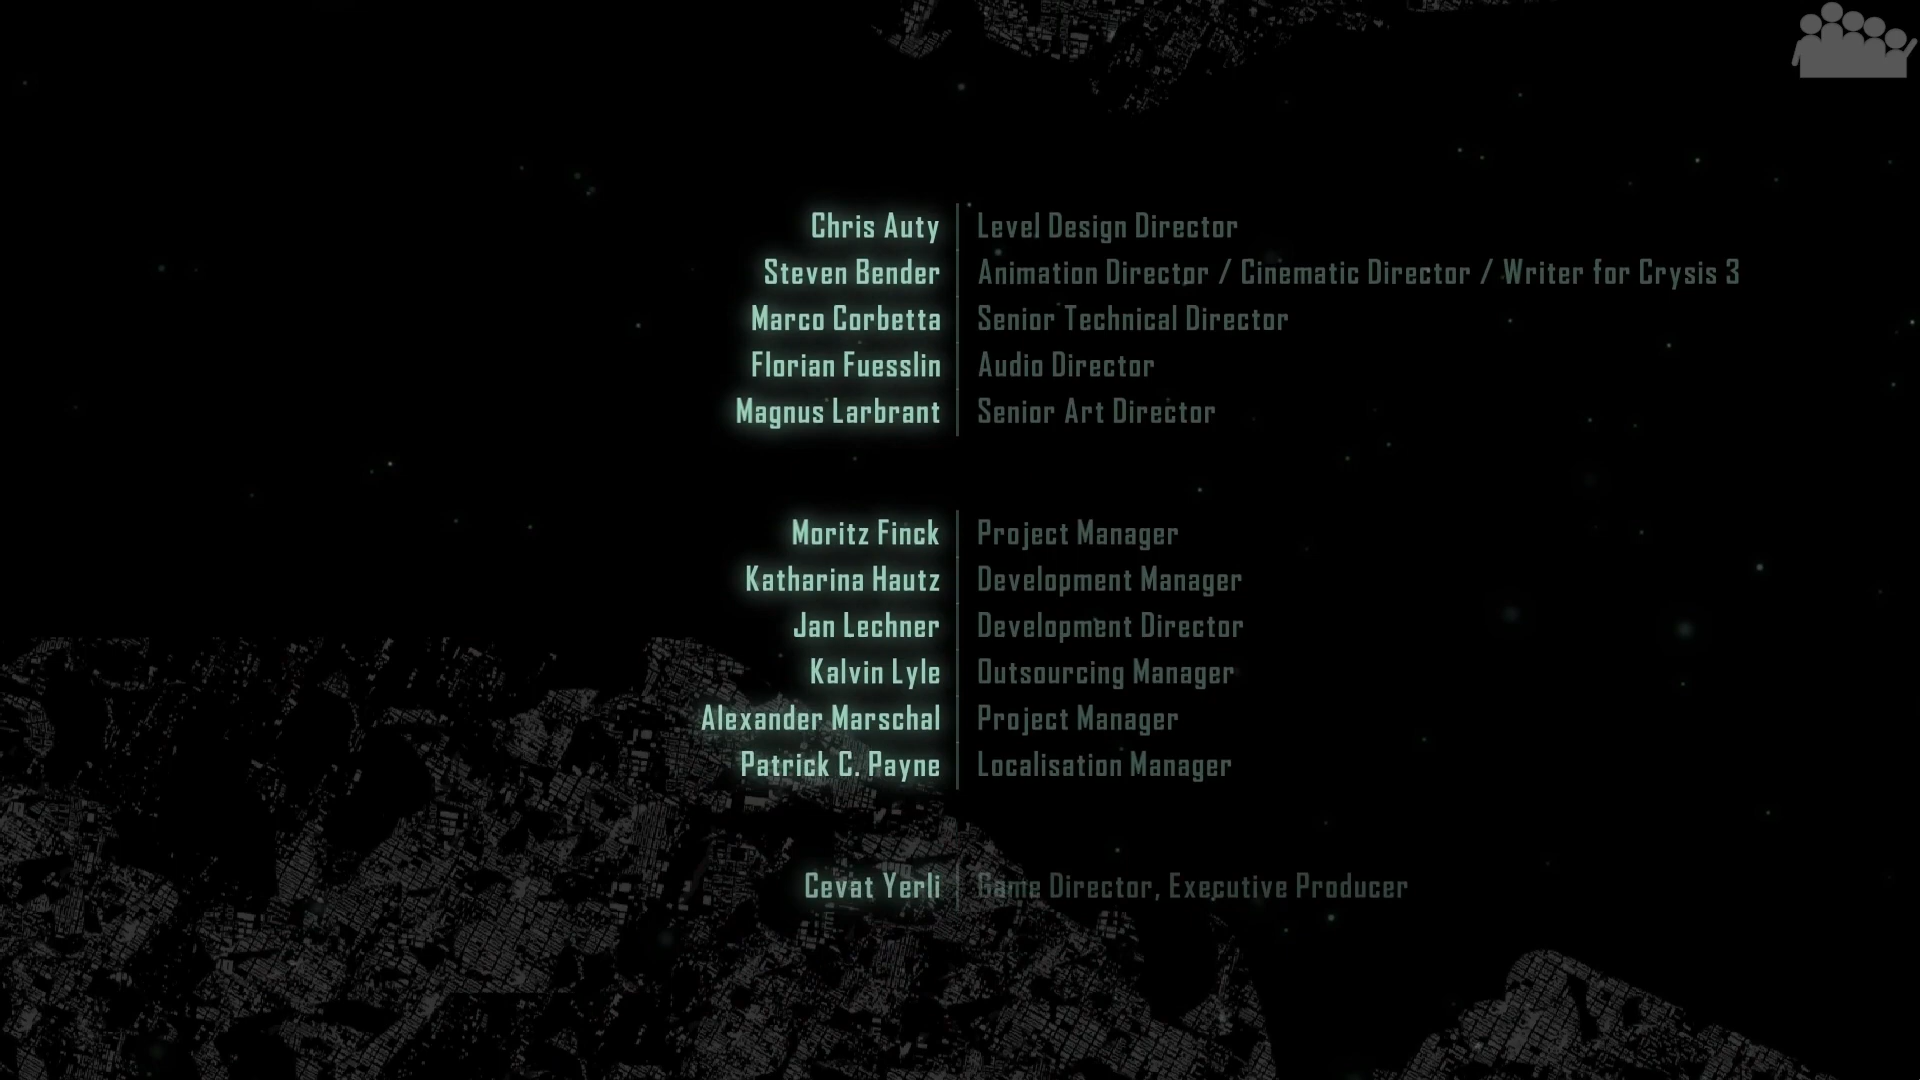 Chris Auty Level Design Director
Steven Bender Animation Director / Cinematic Director / Writer for Crysis 3
Marco Corbetta Senior Technical Director
Florian Fuesslin Audio Director
Magnus Larbrant Senior Art Director
Moritz Finck Project Manager
Katharina Hautz Development Manager
Jan Lechner Development Director
Kalvin Lyle Outsourcing Manager
Alexander Marschal Project Manager
Patrick C. Payne Localisation Manager
Cevat Yerli Game Director, Executive Producer